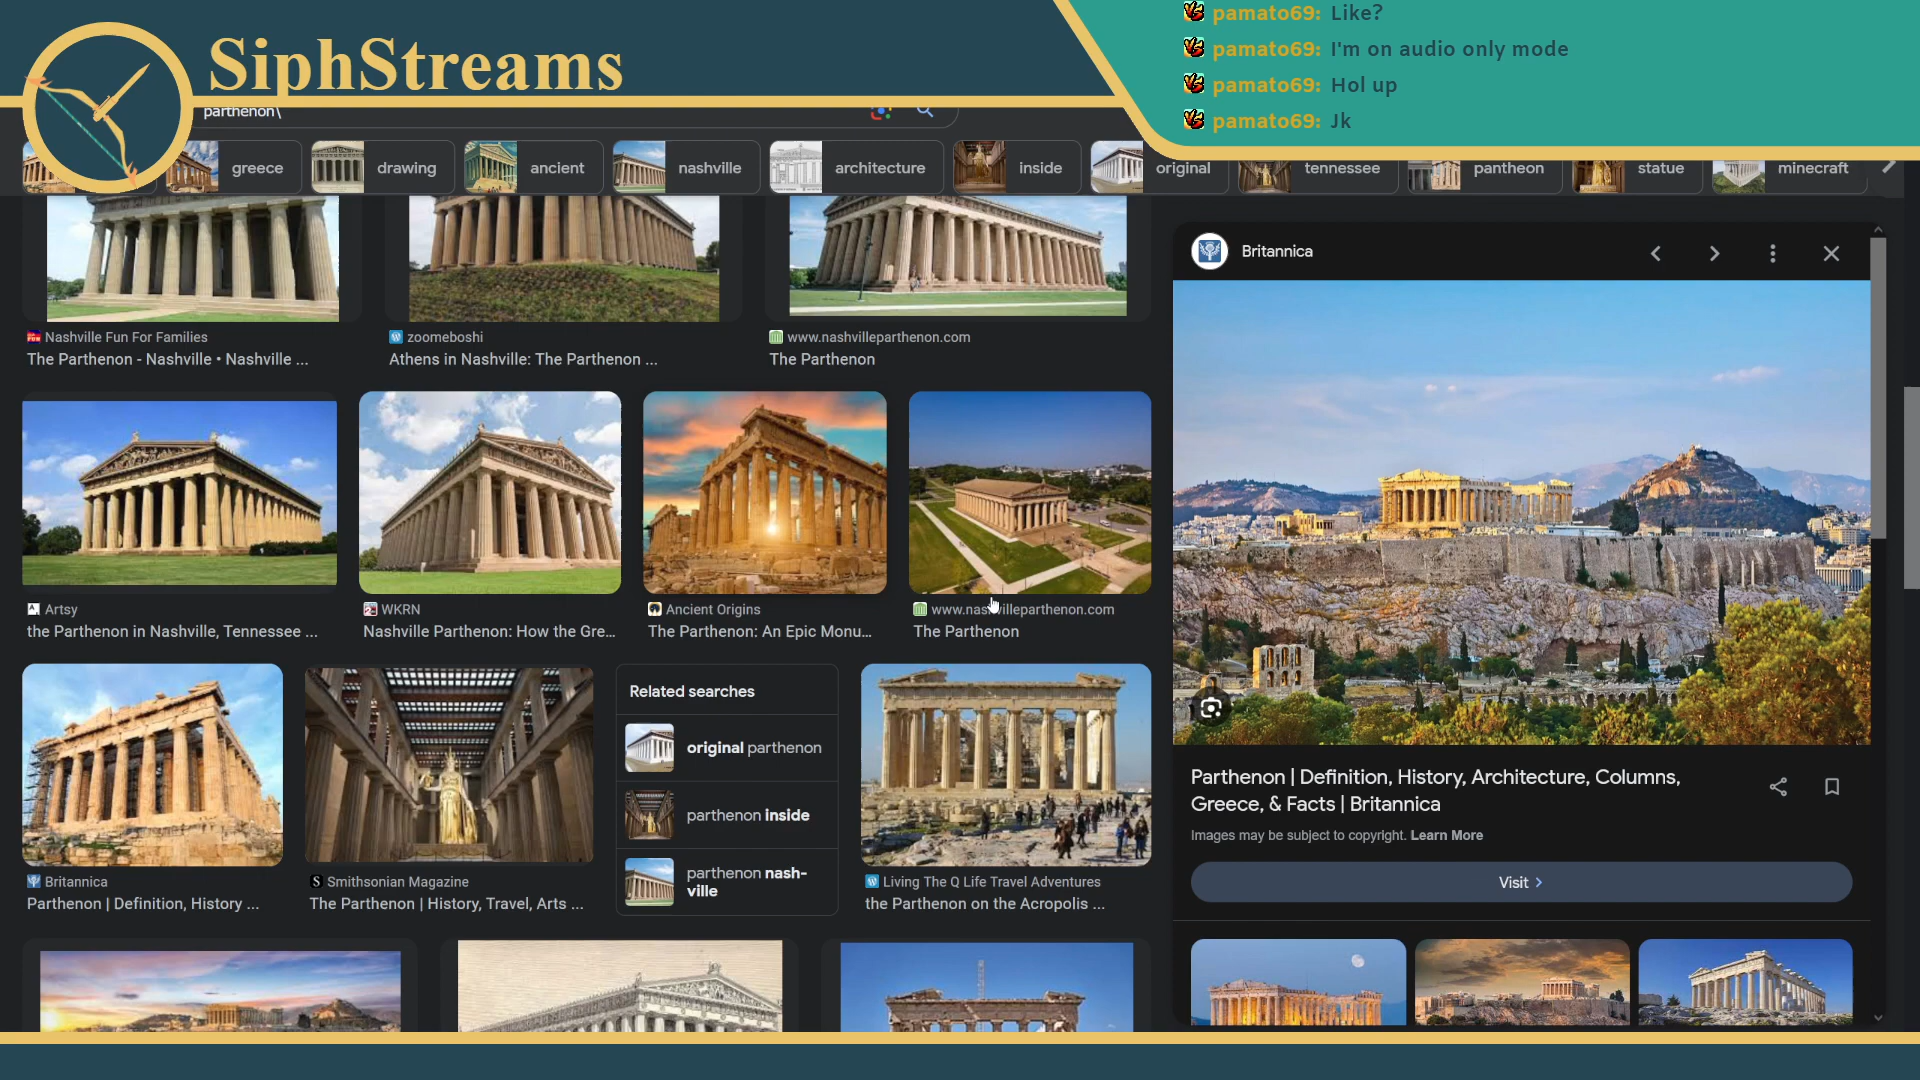 SiphStreams
pamato69: Like?
pamato69: I'm on audio only mode
pamato69: Hol up
pamato69: Jk
parthenon\
greece
drawing
ancient
nashville
architecture
inside
original
tennessee
pantheon
statue
minecraft
Nashville Fun For Families
The Parthenon - Nashville • Nashville ...
zoomeboshi
Athens in Nashville: The Parthenon ...
www.nashvilleparthenon.com
The Parthenon
Artsy
the Parthenon in Nashville, Tennessee ...
WKRN
Nashville Parthenon: How the Gre...
Ancient Origins
The Parthenon: An Epic Monu...
www.nashvilleparthenon.com
The Parthenon
Britannica
Parthenon | Definition, History ...
Smithsonian Magazine
The Parthenon | History, Travel, Arts ...
Related searches
original parthenon
parthenon inside
parthenon nash-
ville
Living The Q Life Travel Adventures
the Parthenon on the Acropolis ...
Britannica
Parthenon | Definition, History, Architecture, Columns,
Greece, & Facts | Britannica
Images may be subject to copyright. Learn More
Visit